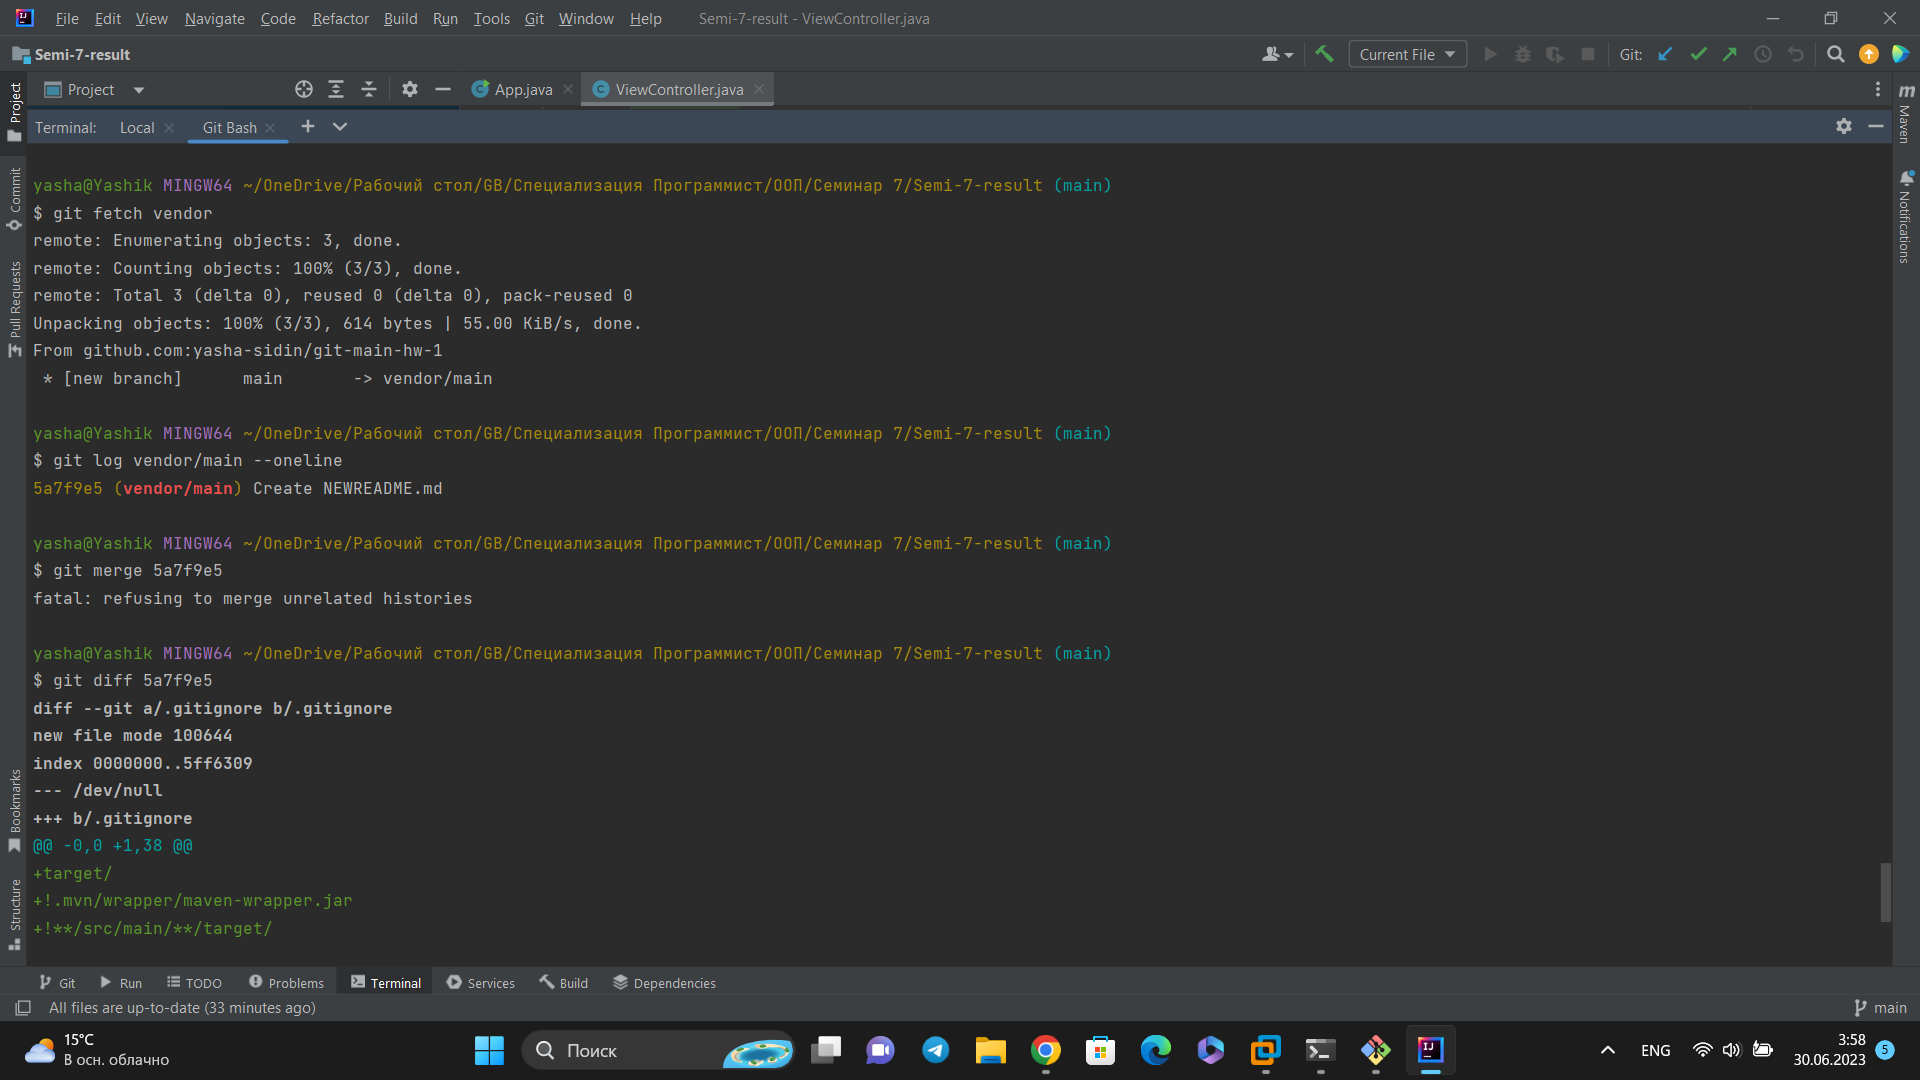 File Edit View Navigate Code Refactor Build Run Tools Git Window Help Semi-7-result - ViewController.java
Semi-7-result Current File Git:
Project App.java ViewController.java
Terminal: Local Git Bash
yasha@Yashik MINGW64 ~/OneDrive/Рабочий стол/GB/Специализация Программист/ООП/Семинар 7/Semi-7-result (main)
$ git fetch vendor
remote: Enumerating objects: 3, done.
remote: Counting objects: 100% (3/3), done.
remote: Total 3 (delta 0), reused 0 (delta 0), pack-reused 0
Unpacking objects: 100% (3/3), 614 bytes | 55.00 KiB/s, done.
From github.com:yasha-sidin/git-main-hw-1
* [new branch]      main       -> vendor/main
yasha@Yashik MINGW64 ~/OneDrive/Рабочий стол/GB/Специализация Программист/ООП/Семинар 7/Semi-7-result (main)
$ git log vendor/main --oneline
5a7f9e5 (vendor/main) Create NEWREADME.md
yasha@Yashik MINGW64 ~/OneDrive/Рабочий стол/GB/Специализация Программист/ООП/Семинар 7/Semi-7-result (main)
$ git merge 5a7f9e5
fatal: refusing to merge unrelated histories
yasha@Yashik MINGW64 ~/OneDrive/Рабочий стол/GB/Специализация Программист/ООП/Семинар 7/Semi-7-result (main)
$ git diff 5a7f9e5
diff --git a/.gitignore b/.gitignore
new file mode 100644
index 0000000..5ff6309
--- /dev/null
+++ b/.gitignore
@@ -0,0 +1,38 @@
+target/
+!.mvn/wrapper/maven-wrapper.jar
+!**/src/main/**/target/
Project
Commit
Pull Requests
Bookmarks
Structure
Maven
Notifications
Git Run TODO Problems Terminal Services Build Dependencies
All files are up-to-date (33 minutes ago) main
15°C
В осн. облачно
Поиск
ENG
3:58
30.06.2023
5